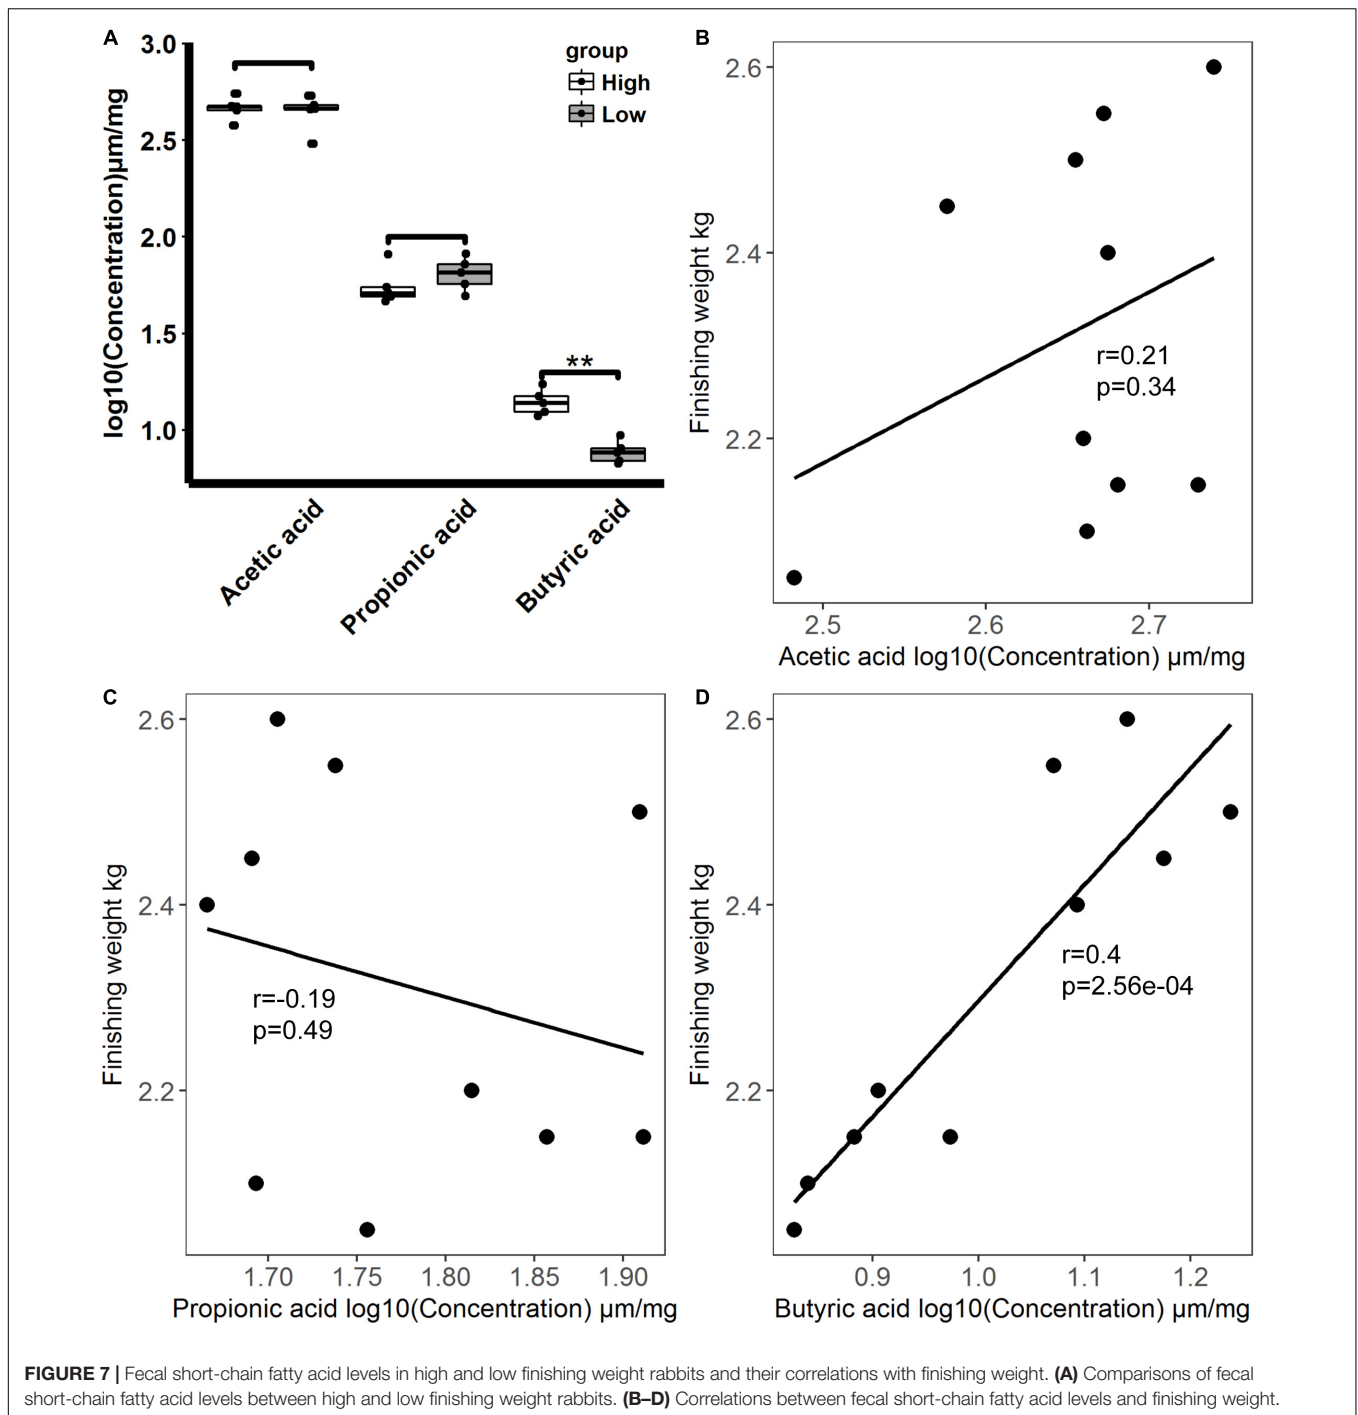 A
3.0
2.5
2.0
1.5
1.0
log10(Concentration)µm/mg
group
High
Low
**
Acetic acid
Propionic acid
Butyric acid
B
2.6
2.4
2.2
Finishing weight kg
r=0.21
p=0.34
2.5 2.6 2.7
Acetic acid log10(Concentration) µm/mg
C
2.6
2.4
2.2
Finishing weight kg
r=-0.19
p=0.49
1.70 1.75 1.80 1.85 1.90
Propionic acid log10(Concentration) µm/mg
D
2.6
2.4
2.2
Finishing weight kg
r=0.4
p=2.56e-04
0.9 1.0 1.1 1.2
Butyric acid log10(Concentration) µm/mg
FIGURE 7 | Fecal short-chain fatty acid levels in high and low finishing weight rabbits and their correlations with finishing weight. (A) Comparisons of fecal
short-chain fatty acid levels between high and low finishing weight rabbits. (B–D) Correlations between fecal short-chain fatty acid levels and finishing weight.